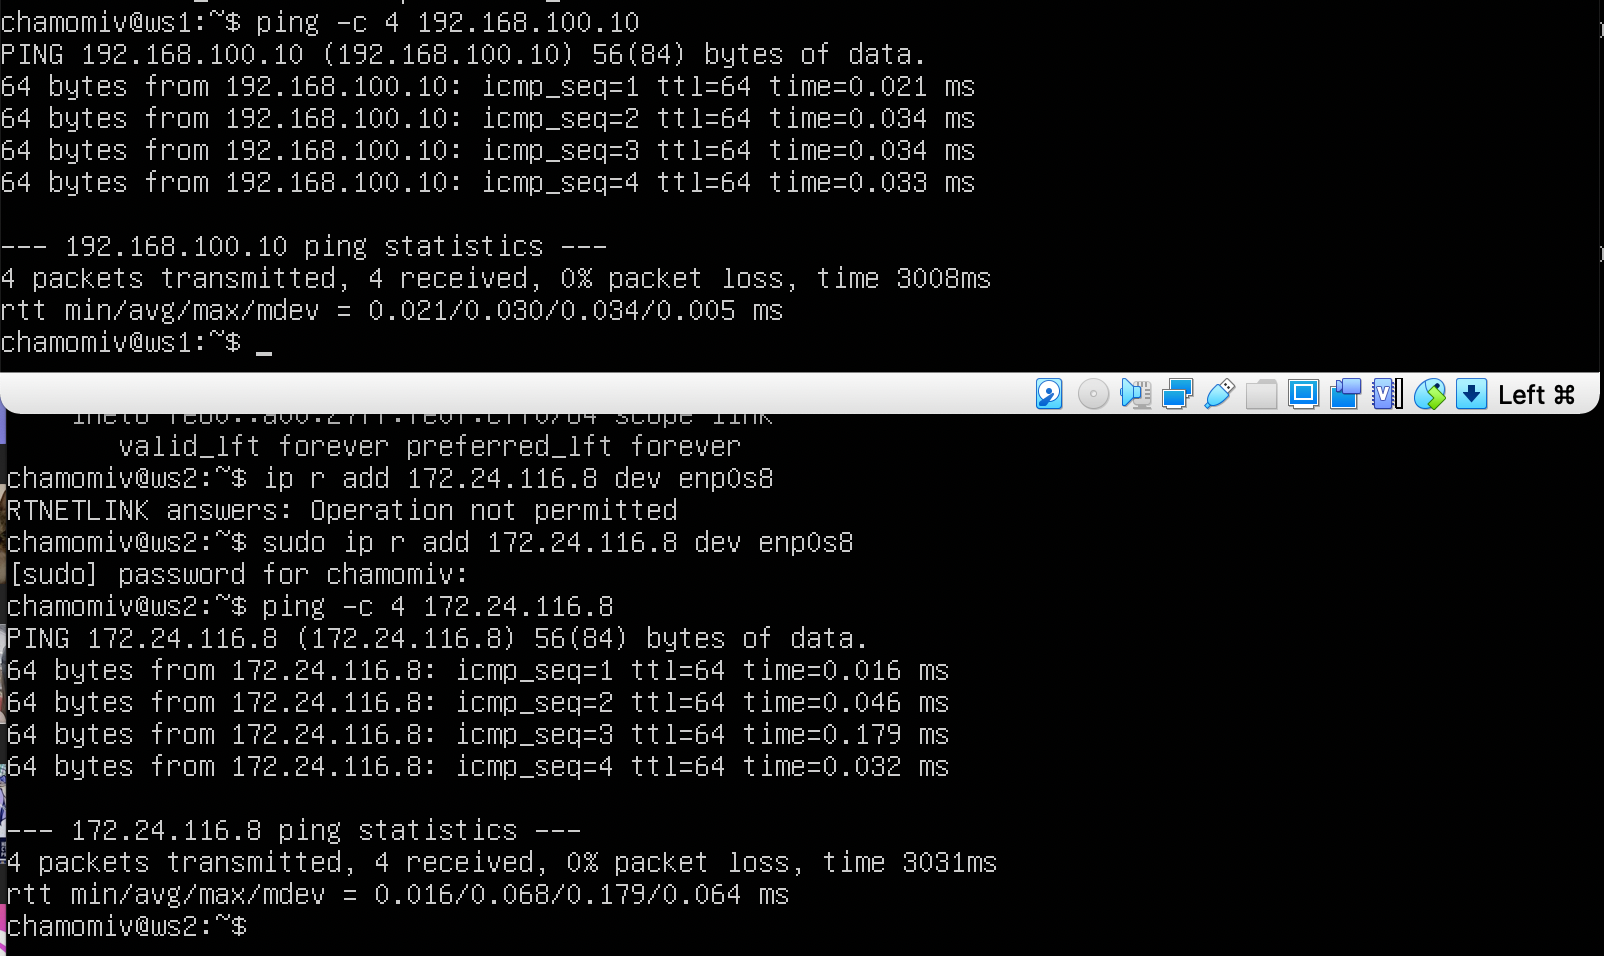 chamomiv@ws1:~$ ping -c 4 192.168.100.10
PING 192.168.100.10 (192.168.100.10) 56(84) bytes of data.
64 bytes from 192.168.100.10: icmp_seq=1 ttl=64 time=0.021 ms
64 bytes from 192.168.100.10: icmp_seq=2 ttl=64 time=0.034 ms
64 bytes from 192.168.100.10: icmp_seq=3 ttl=64 time=0.034 ms
64 bytes from 192.168.100.10: icmp_seq=4 ttl=64 time=0.033 ms
--- 192.168.100.10 ping statistics ---
4 packets transmitted, 4 received, 0% packet loss, time 3008ms
rtt min/avg/max/mdev = 0.021/0.030/0.034/0.005 ms
chamomiv@ws1:~$ _
Left ⌘
scope link
valid_lft forever preferred_lft forever
chamomiv@ws2:~$ ip r add 172.24.116.8 dev enp0s8
RTNETLINK answers: Operation not permitted
chamomiv@ws2:~$ sudo ip r add 172.24.116.8 dev enp0s8
[sudo] password for chamomiv:
chamomiv@ws2:~$ ping -c 4 172.24.116.8
PING 172.24.116.8 (172.24.116.8) 56(84) bytes of data.
64 bytes from 172.24.116.8: icmp_seq=1 ttl=64 time=0.016 ms
64 bytes from 172.24.116.8: icmp_seq=2 ttl=64 time=0.046 ms
64 bytes from 172.24.116.8: icmp_seq=3 ttl=64 time=0.179 ms
64 bytes from 172.24.116.8: icmp_seq=4 ttl=64 time=0.032 ms
--- 172.24.116.8 ping statistics ---
4 packets transmitted, 4 received, 0% packet loss, time 3031ms
rtt min/avg/max/mdev = 0.016/0.068/0.179/0.064 ms
chamomiv@ws2:~$